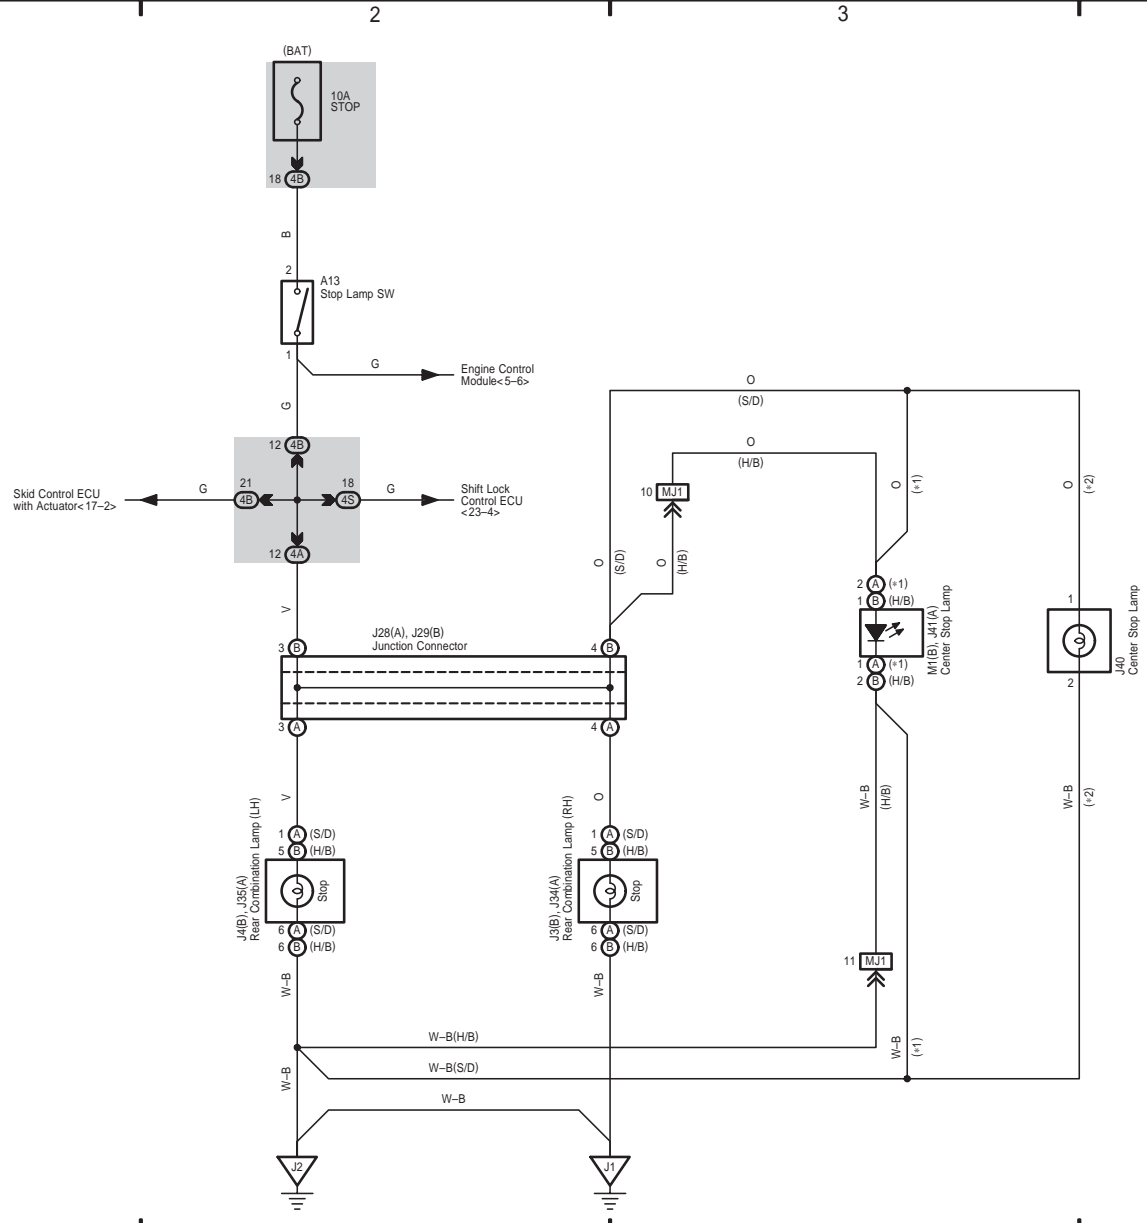 2
3
(BAT)
10A
STOP
18 4B
B
2
A13
Stop Lamp SW
1
G
Engine Control
Module<5–6>
G
12 4B
21
4B
18
4S
G
G
Skid Control ECU
with Actuator<17–2>
Shift Lock
Control ECU
<23–4>
12 4A
V
O
(S/D)
O
(H/B)
10 MJ1
O
(S/D)
O
(H/B)
O
(*1)
O
(*2)
2 A (*1)
1 B (H/B)
1 A (*1)
2 B (H/B)
M1(B), J41(A)
Center Stop Lamp
1
2
J40
Center Stop Lamp
J28(A), J29(B)
Junction Connector
3 B
4 B
3 A
4 A
V
O
W–B
(H/B)
W–B
(*2)
1 A (S/D)
5 B (H/B)
Stop
6 A (S/D)
6 B (H/B)
J4(B), J35(A)
Rear Combination Lamp (LH)
1 A (S/D)
5 B (H/B)
Stop
6 A (S/D)
6 B (H/B)
J3(B), J34(A)
Rear Combination Lamp (RH)
11 MJ1
W–B
W–B
W–B(H/B)
W–B
(*1)
W–B(S/D)
W–B
W–B
J2
J1